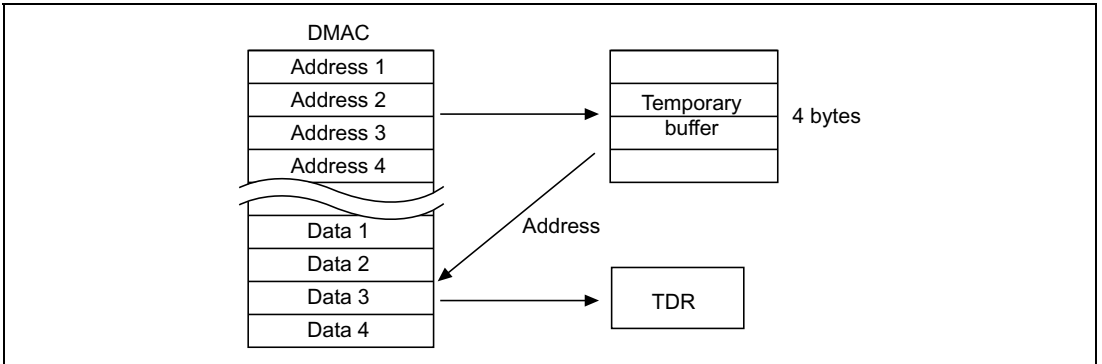 DMAC
Address 1
Address 2
Address 3
Address 4
Temporary
buffer
4 bytes
Address
Data 1
Data 2
Data 3
Data 4
TDR